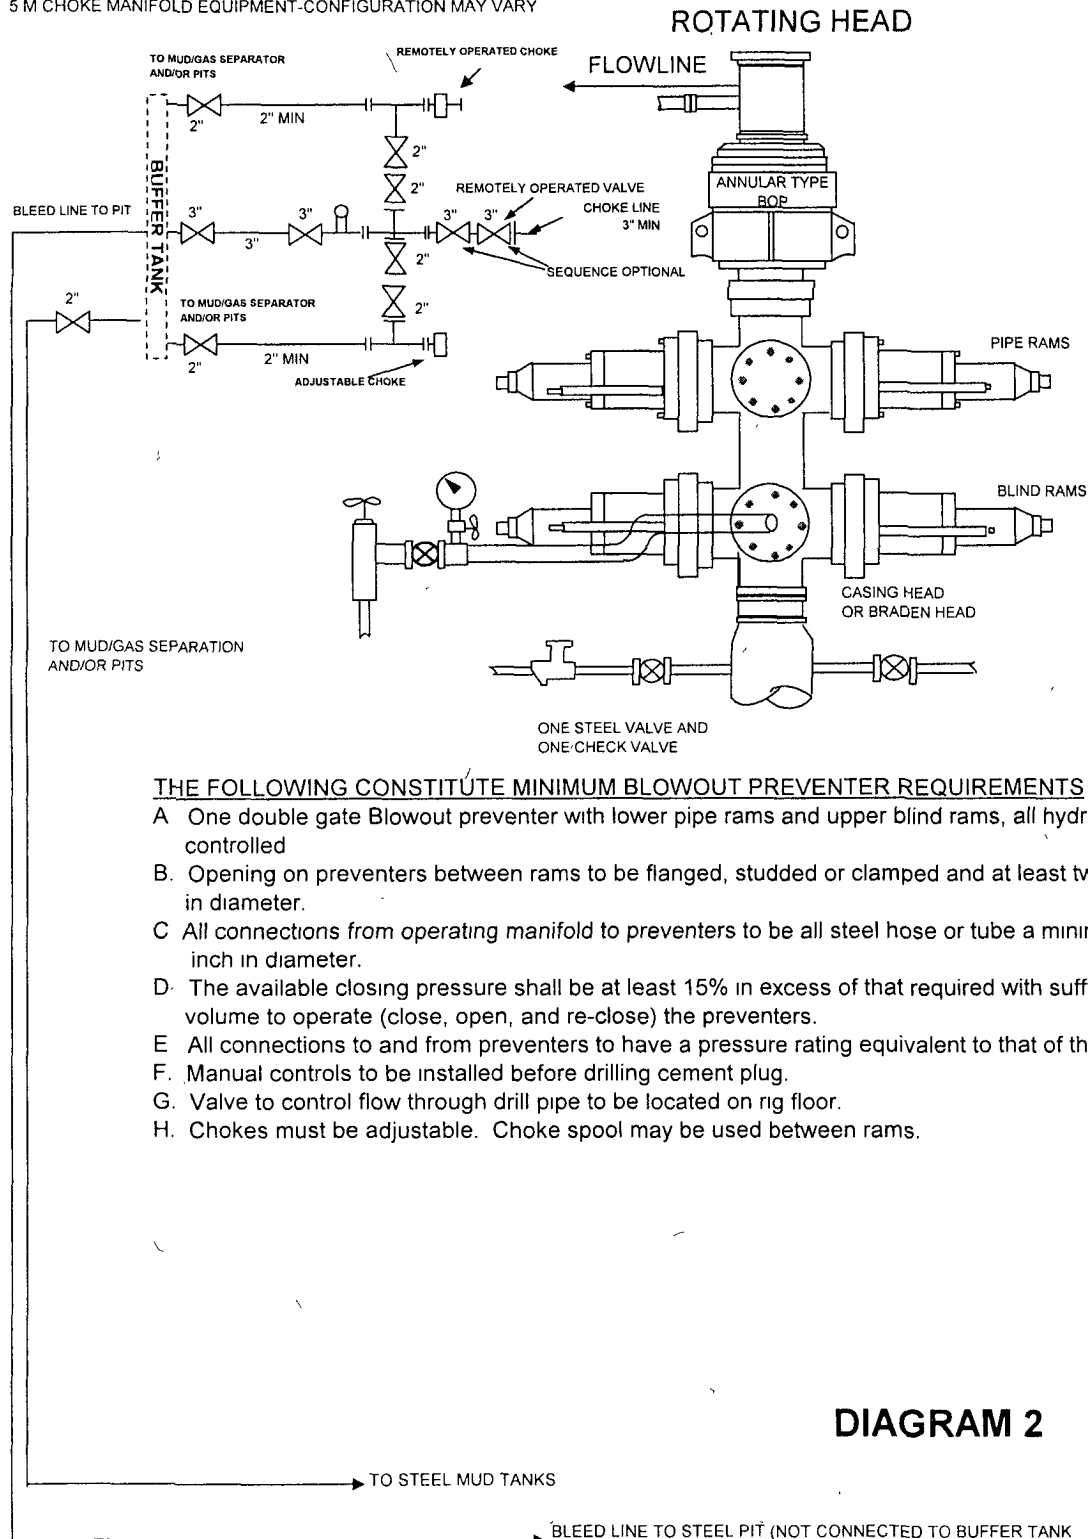 5 M CHOKE MANIFOLD EQUIPMENT-CONFIGURATION MAY VARY
ROTATING HEAD
TO MUD/GAS SEPARATOR
AND/OR PITS
REMOTELY OPERATED CHOKE
FLOWLINE
2"
2" MIN
2"
2"
ANNULAR TYPE
BOP
BUFFER TANK
REMOTELY OPERATED VALVE
CHOKE LINE
3" MIN
BLEED LINE TO PIT
3"
3"
3"
3"
3"
2"
SEQUENCE OPTIONAL
2"
TO MUD/GAS SEPARATOR
AND/OR PITS
2"
2"
2" MIN
ADJUSTABLE CHOKE
PIPE RAMS
BLIND RAMS
CASING HEAD
OR BRADEN HEAD
TO MUD/GAS SEPARATION
AND/OR PITS
ONE STEEL VALVE AND
ONE CHECK VALVE
THE FOLLOWING CONSTITUTE MINIMUM BLOWOUT PREVENTER REQUIREMENTS
A One double gate Blowout preventer with lower pipe rams and upper blind rams, all hydr
controlled
B. Opening on preventers between rams to be flanged, studded or clamped and at least tw
in diameter.
C All connections from operating manifold to preventers to be all steel hose or tube a minir
inch in diameter.
D. The available closing pressure shall be at least 15% in excess of that required with suff
volume to operate (close, open, and re-close) the preventers.
E All connections to and from preventers to have a pressure rating equivalent to that of th
F. Manual controls to be installed before drilling cement plug.
G. Valve to control flow through drill pipe to be located on rig floor.
H. Chokes must be adjustable. Choke spool may be used between rams.
DIAGRAM 2
TO STEEL MUD TANKS
BLEED LINE TO STEEL PIT (NOT CONNECTED TO BUFFER TANK